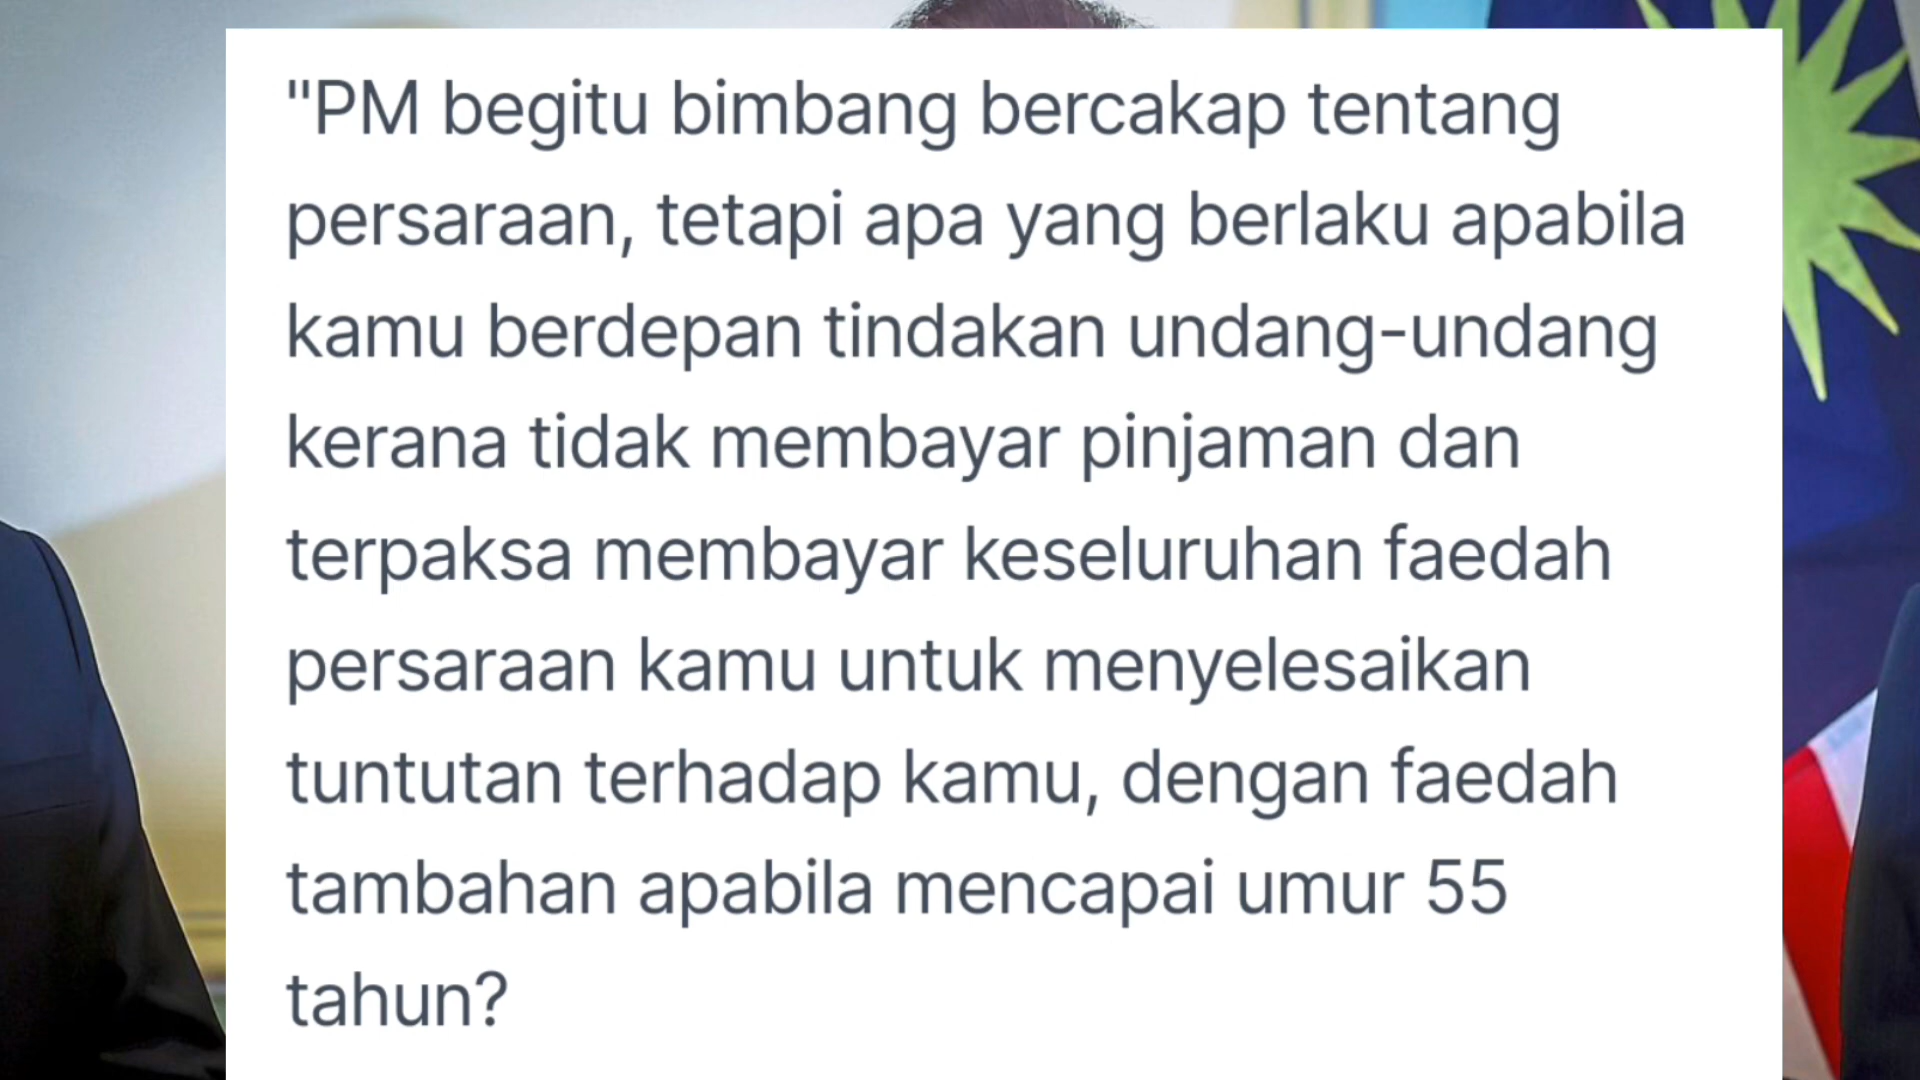 "PM begitu bimbang bercakap tentang
persaraan, tetapi apa yang berlaku apabila
kamu berdepan tindakan undang-undang
kerana tidak membayar pinjaman dan
terpaksa membayar keseluruhan faedah
persaraan kamu untuk menyelesaikan
tuntutan terhadap kamu, dengan faedah
tambahan apabila mencapai umur 55
tahun?